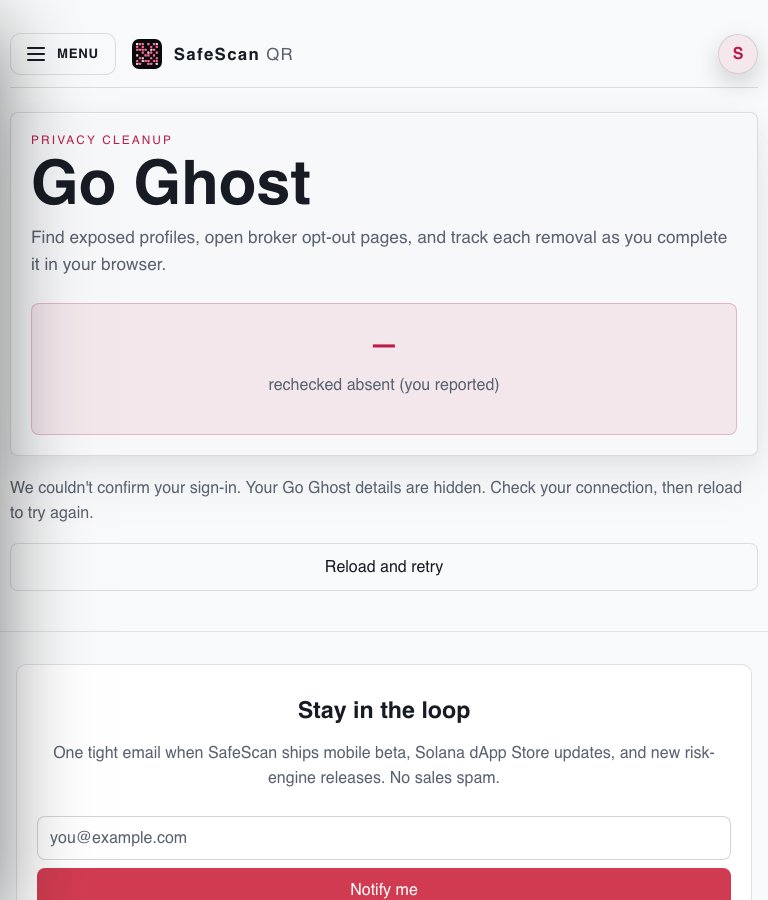 MENU
SafeScan QR
S
PRIVACY CLEANUP
Go Ghost
Find exposed profiles, open broker opt-out pages, and track each removal as you complete
it in your browser.
—
rechecked absent (you reported)
We couldn't confirm your sign-in. Your Go Ghost details are hidden. Check your connection, then reload
to try again.
Reload and retry
Stay in the loop
One tight email when SafeScan ships mobile beta, Solana dApp Store updates, and new risk-
engine releases. No sales spam.
you@example.com
Notify me